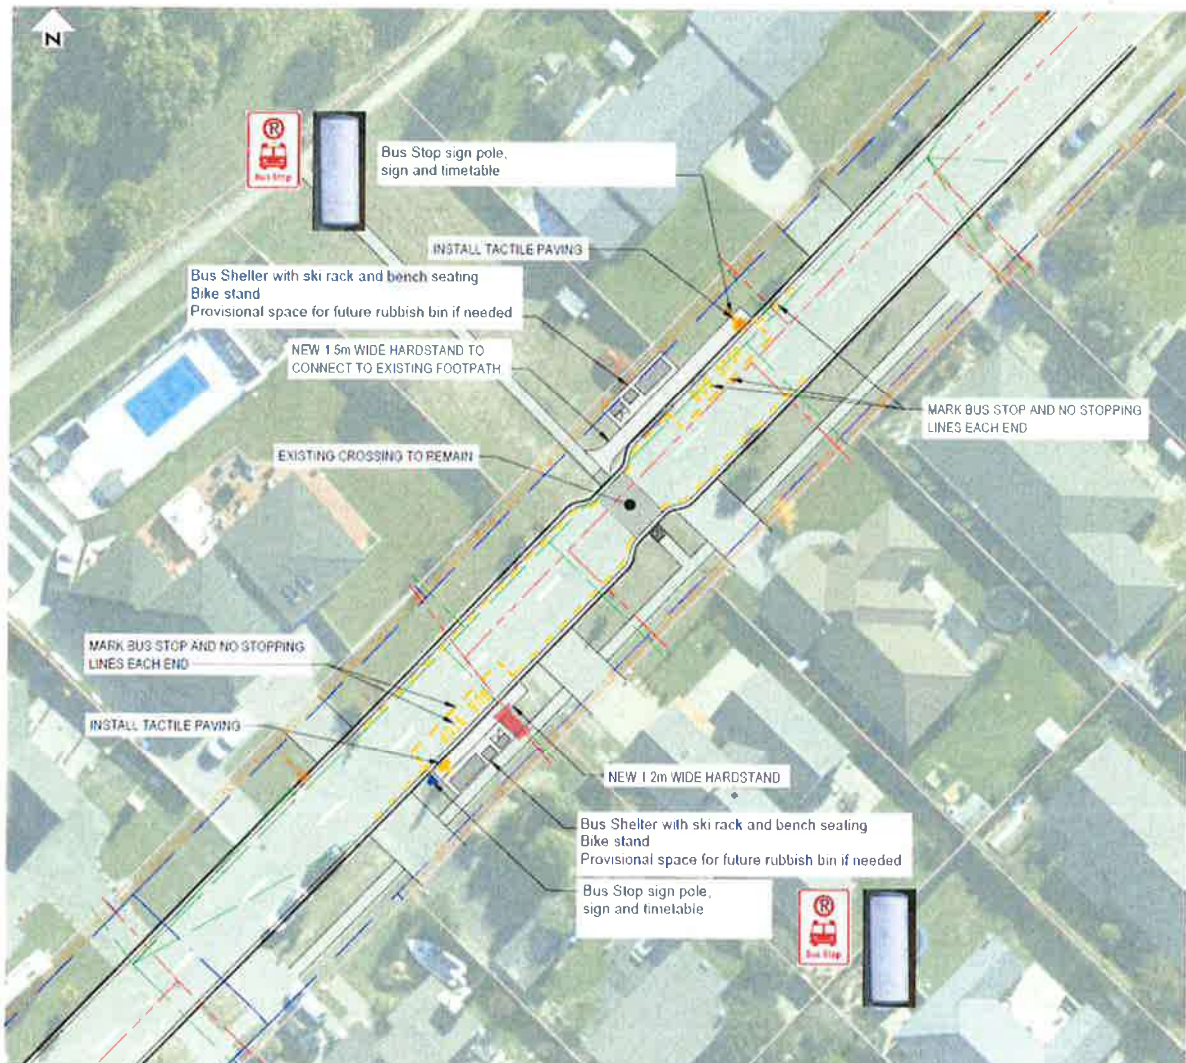 N
R
Bus Stop
Bus Stop sign pole,
sign and timetable
INSTALL TACTILE PAVING
Bus Shelter with ski rack and bench seating
Bike stand
Provisional space for future rubbish bin if needed
NEW 1.5m WIDE HARDSTAND TO
CONNECT TO EXISTING FOOTPATH
MARK BUS STOP AND NO STOPPING
LINES EACH END
EXISTING CROSSING TO REMAIN
MARK BUS STOP AND NO STOPPING
LINES EACH END
INSTALL TACTILE PAVING
NEW 1.2m WIDE HARDSTAND
Bus Shelter with ski rack and bench seating
Bike stand
Provisional space for future rubbish bin if needed
Bus Stop sign pole,
sign and timetable
R
Bus Stop